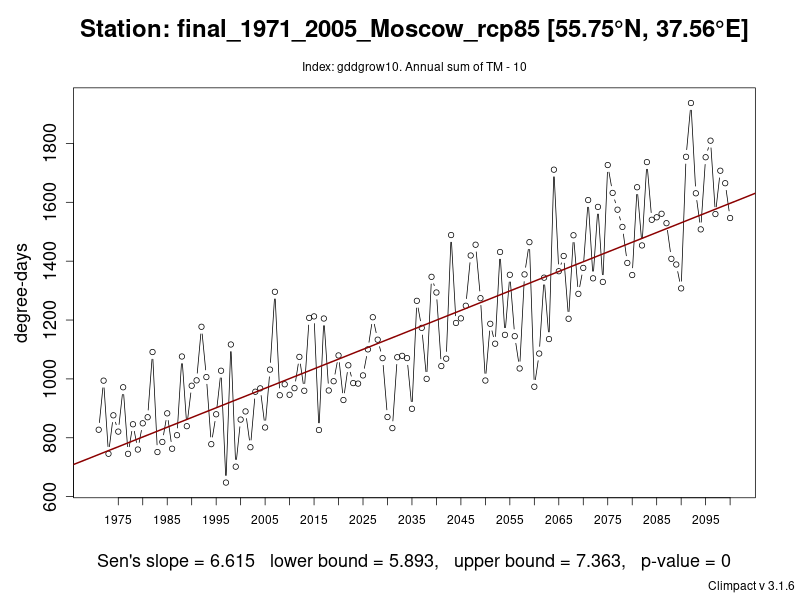 Station: final_1971_2005_Moscow_rcp85 [55.75°N, 37.56°E]
Index: gddgrow10. Annual sum of TM - 10
degree-days
1800
1600
1400
1200
1000
800
600
1975 1985 1995 2005 2015 2025 2035 2045 2055 2065 2075 2085 2095
Sen's slope = 6.615 lower bound = 5.893, upper bound = 7.363, p-value = 0
Climpact v 3.1.6